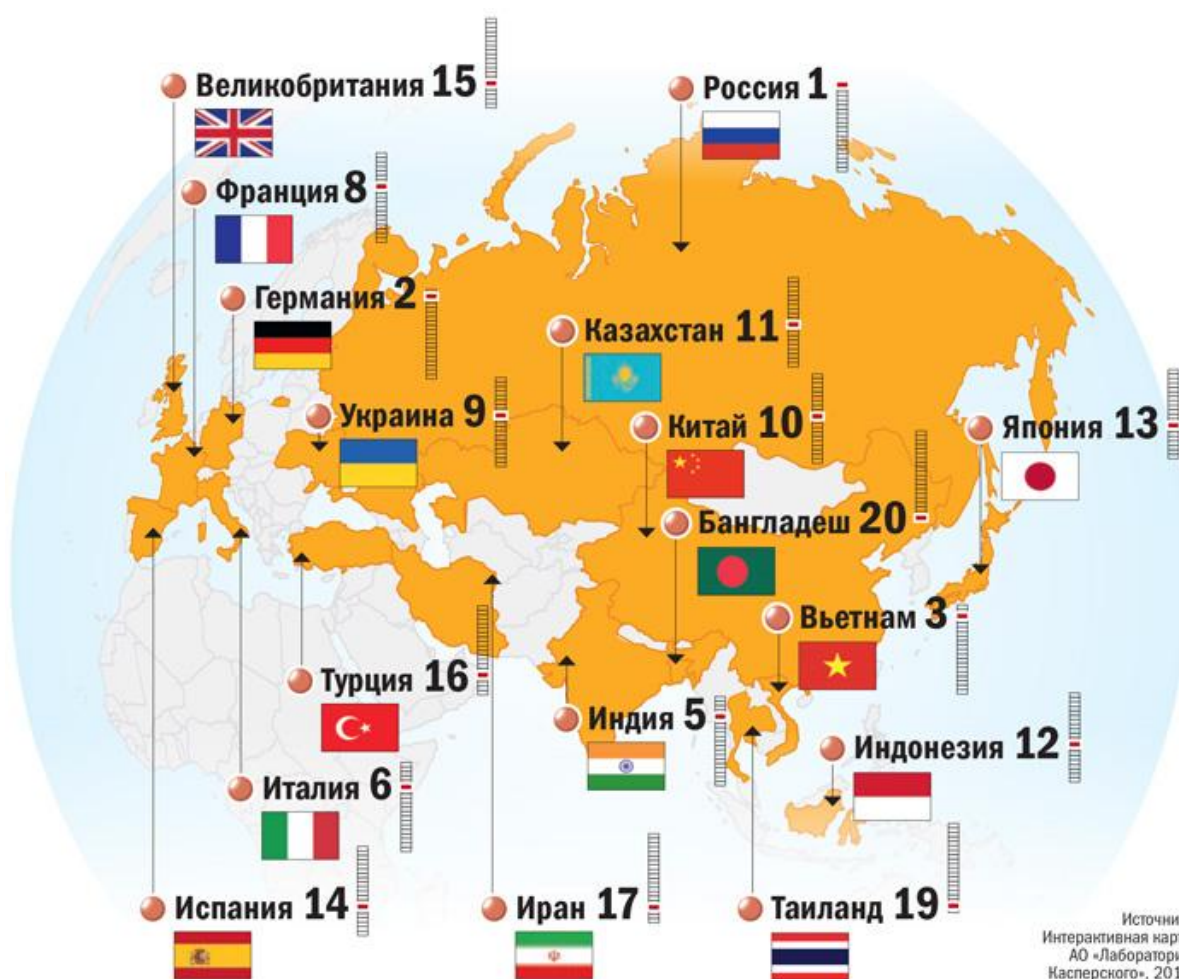 Великобритания 15
Россия 1
Франция 8
Германия 2
Казахстан 11
Украина 9
Китай 10
Япония 13
Бангладеш 20
Вьетнам 3
Турция 16
Индия 5
Индонезия 12
Италия 6
Испания 14
Иран 17
Таиланд 19
Источни
Интерактивная карт
АО «Лаборатори
Касперского», 201